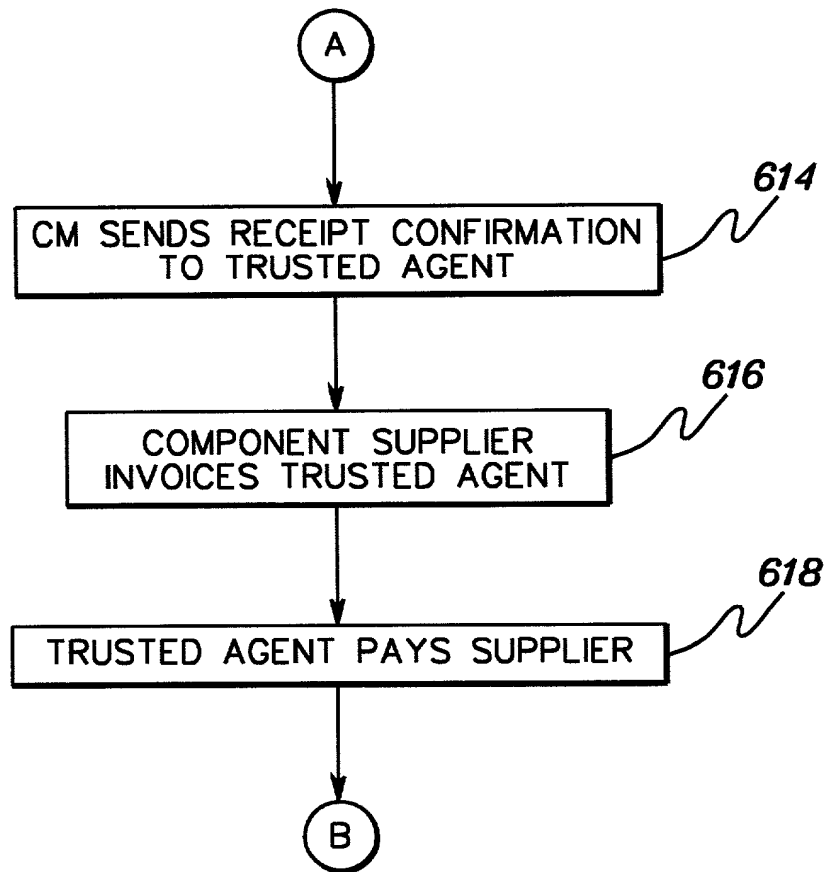 A
614
CM SENDS RECEIPT CONFIRMATION
TO TRUSTED AGENT
616
COMPONENT SUPPLIER
INVOICES TRUSTED AGENT
618
TRUSTED AGENT PAYS SUPPLIER
B